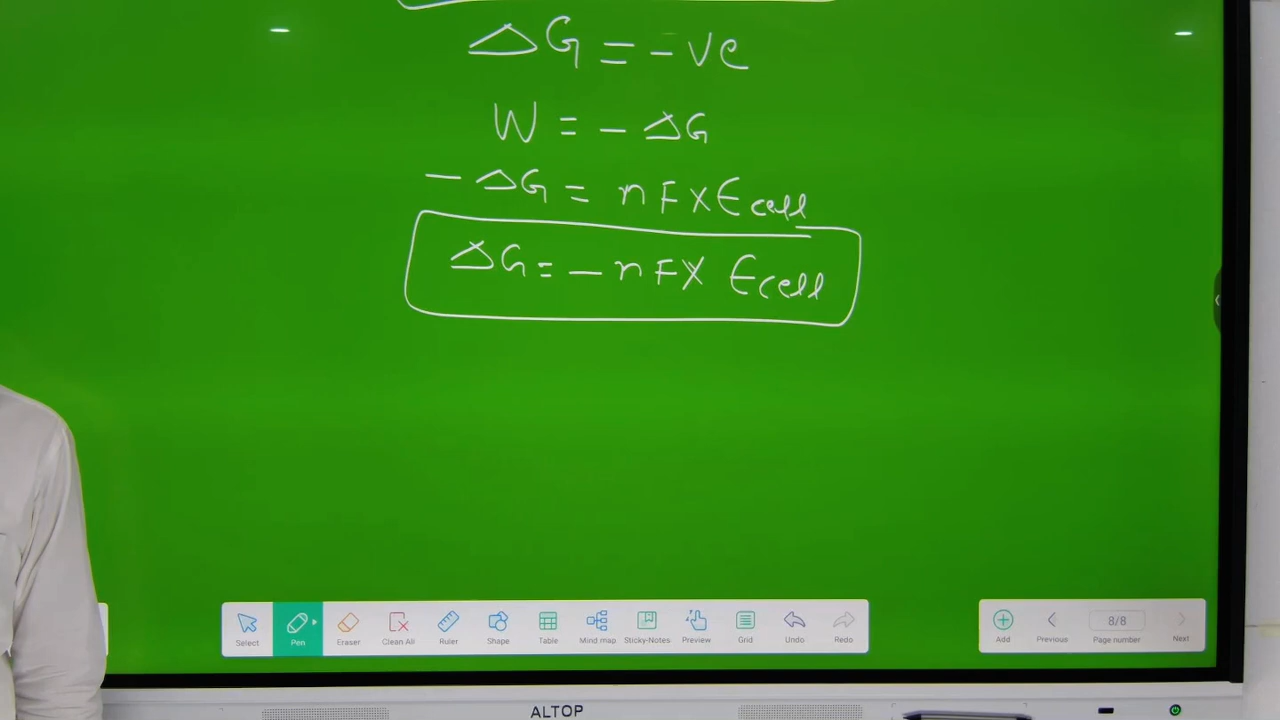 ΔG = -ve
W = - ΔG
- ΔG = nF×Ecell
ΔG = - nF× Ecell
Select Pen Eraser Clean All Ruler Shape Table Mind map Sticky-Notes Preview Grid Undo Redo
Add Previous 8/8 Page number Next
ALTOP